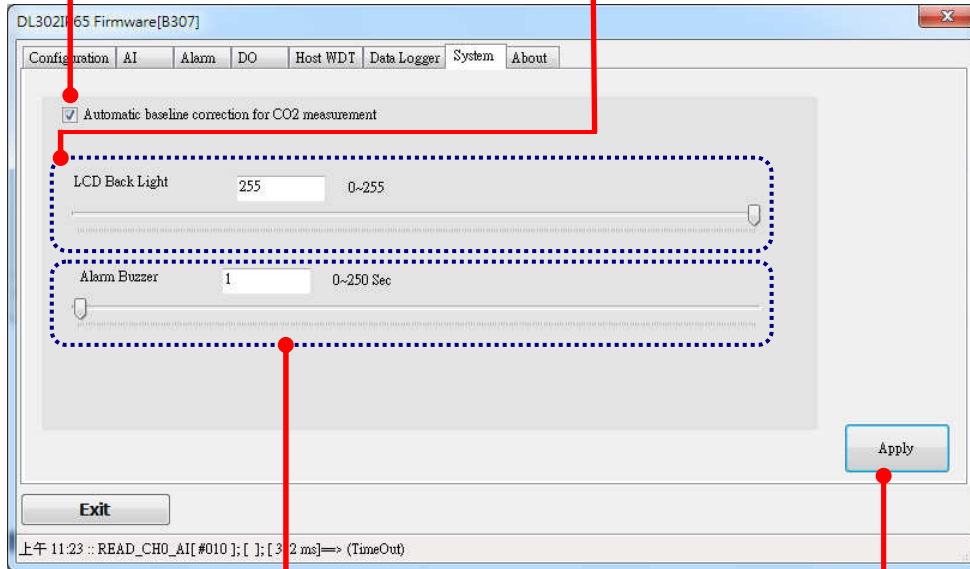 DL302IP65 Firmware[B307]
Configuration AI Alarm DO Host WDT Data Logger System About
Automatic baseline correction for CO2 measurement
LCD Back Light 255 0~255
Alarm Buzzer 1 0~250 Sec
Apply
Exit
上午 11:23 :: READ_CH0_AI[ #010 ]; [ ]; [ ms]==> (TimeOut)